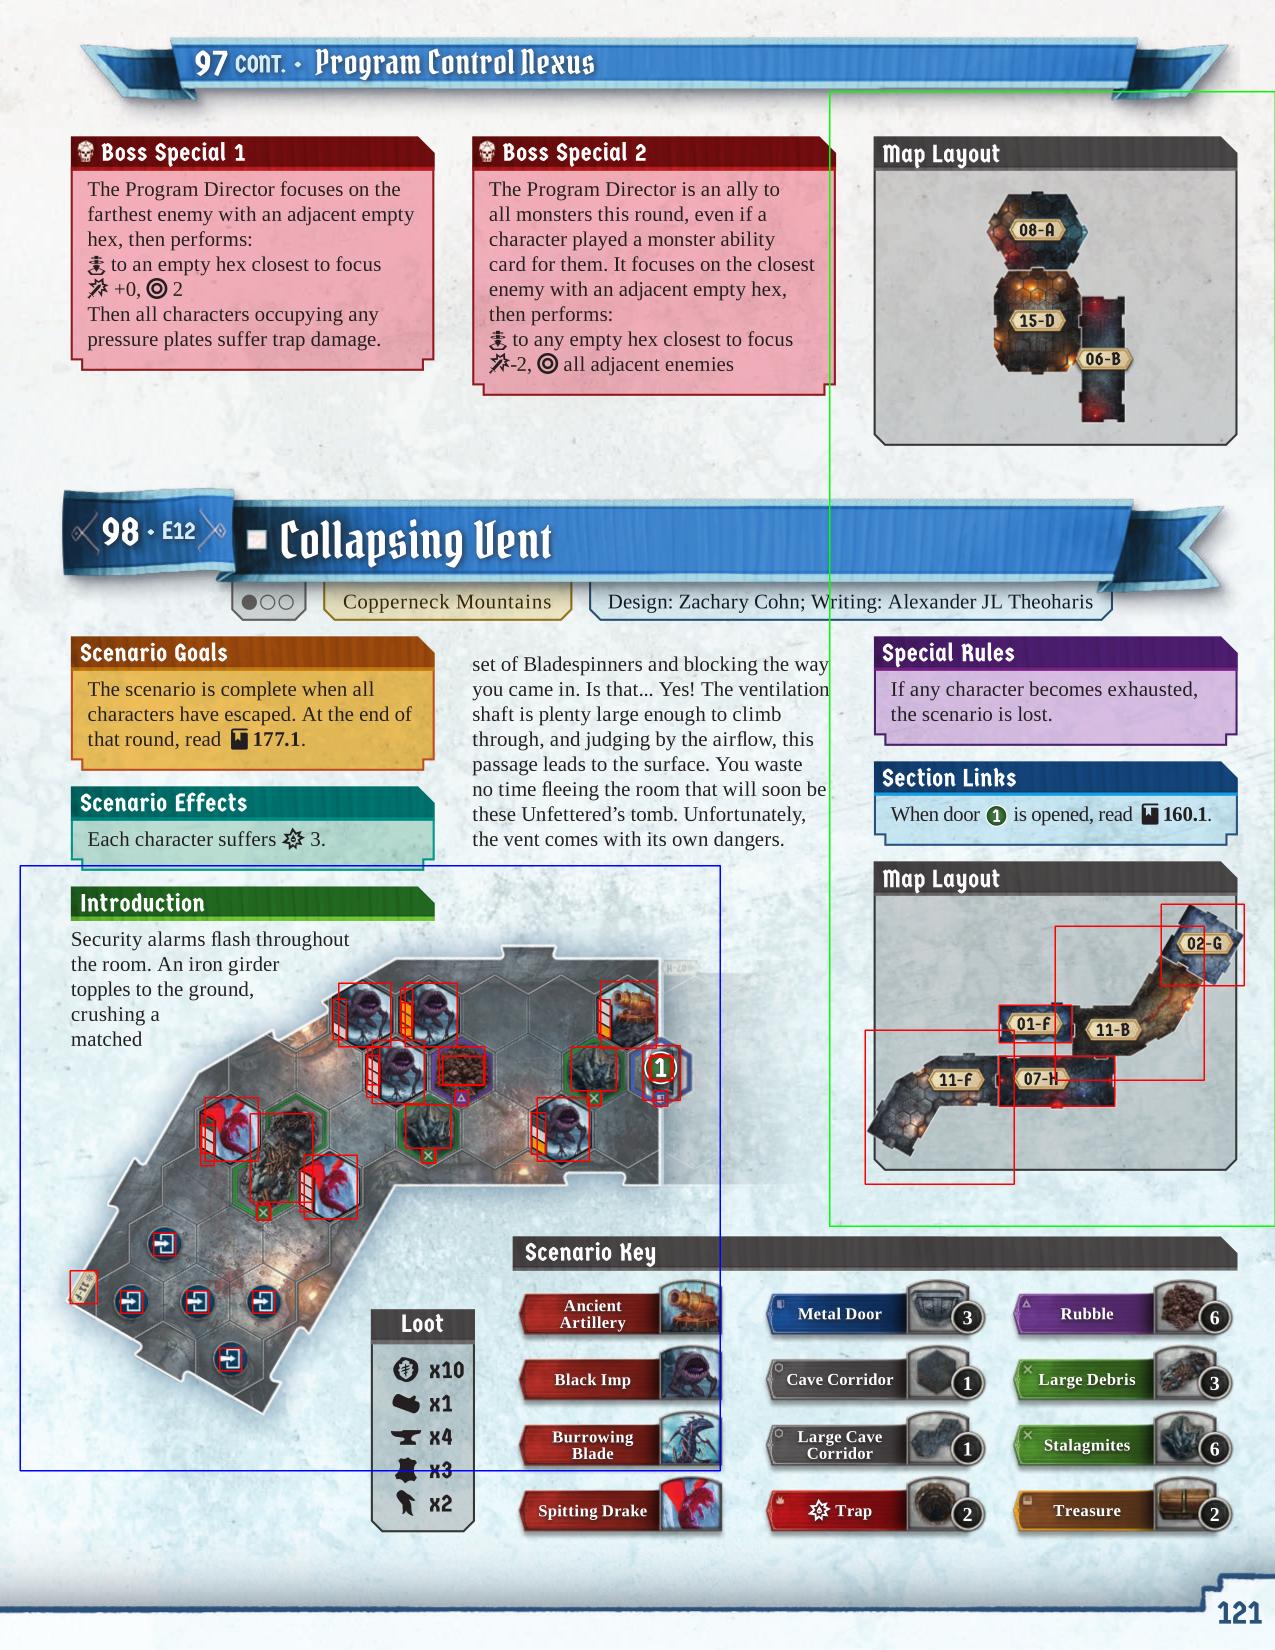 97 CONT. • Program Control Nexus
Boss Special 1
The Program Director focuses on the
farthest enemy with an adjacent empty
hex, then performs:
to an empty hex closest to focus
+0, 2
Then all characters occupying any
pressure plates suffer trap damage.
Boss Special 2
The Program Director is an ally to
all monsters this round, even if a
character played a monster ability
card for them. It focuses on the closest
enemy with an adjacent empty hex,
then performs:
to any empty hex closest to focus
-2, all adjacent enemies
Map Layout
08-A
15-D
06-B
98 • E12
Collapsing Vent
Copperneck Mountains
Design: Zachary Cohn; Writing: Alexander JL Theoharis
Scenario Goals
The scenario is complete when all
characters have escaped. At the end of
that round, read 177.1.
Scenario Effects
Each character suffers 3.
Introduction
Security alarms flash throughout
the room. An iron girder
topples to the ground,
crushing a
matched
set of Bladespinners and blocking the way
you came in. Is that... Yes! The ventilation
shaft is plenty large enough to climb
through, and judging by the airflow, this
passage leads to the surface. You waste
no time fleeing the room that will soon be
these Unfettered's tomb. Unfortunately,
the vent comes with its own dangers.
Special Rules
If any character becomes exhausted,
the scenario is lost.
Section Links
When door 1 is opened, read 160.1.
Map Layout
02-G
01-F
11-B
11-F
07-H
1
11-F
Loot
x10
x1
x4
x3
x2
Scenario Key
Ancient
Artillery
Black Imp
Burrowing
Blade
Spitting Drake
Metal Door
3
Cave Corridor
1
Large Cave
Corridor
1
Trap
2
Rubble
6
Large Debris
3
Stalagmites
6
Treasure
2
121